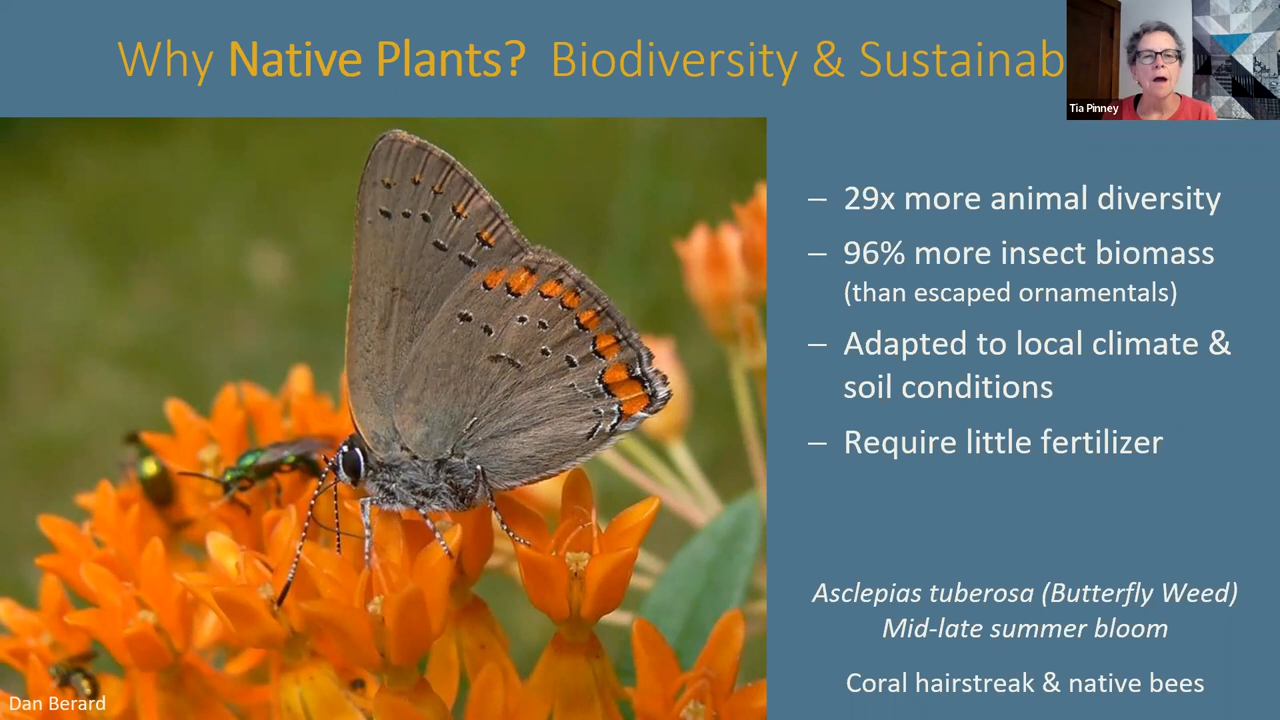 Why Native Plants? Biodiversity & Sustainab
Tia Pinney
– 29x more animal diversity
– 96% more insect biomass
(than escaped ornamentals)
– Adapted to local climate &
soil conditions
– Require little fertilizer
Asclepias tuberosa (Butterfly Weed)
Mid-late summer bloom
Coral hairstreak & native bees
Dan Berard